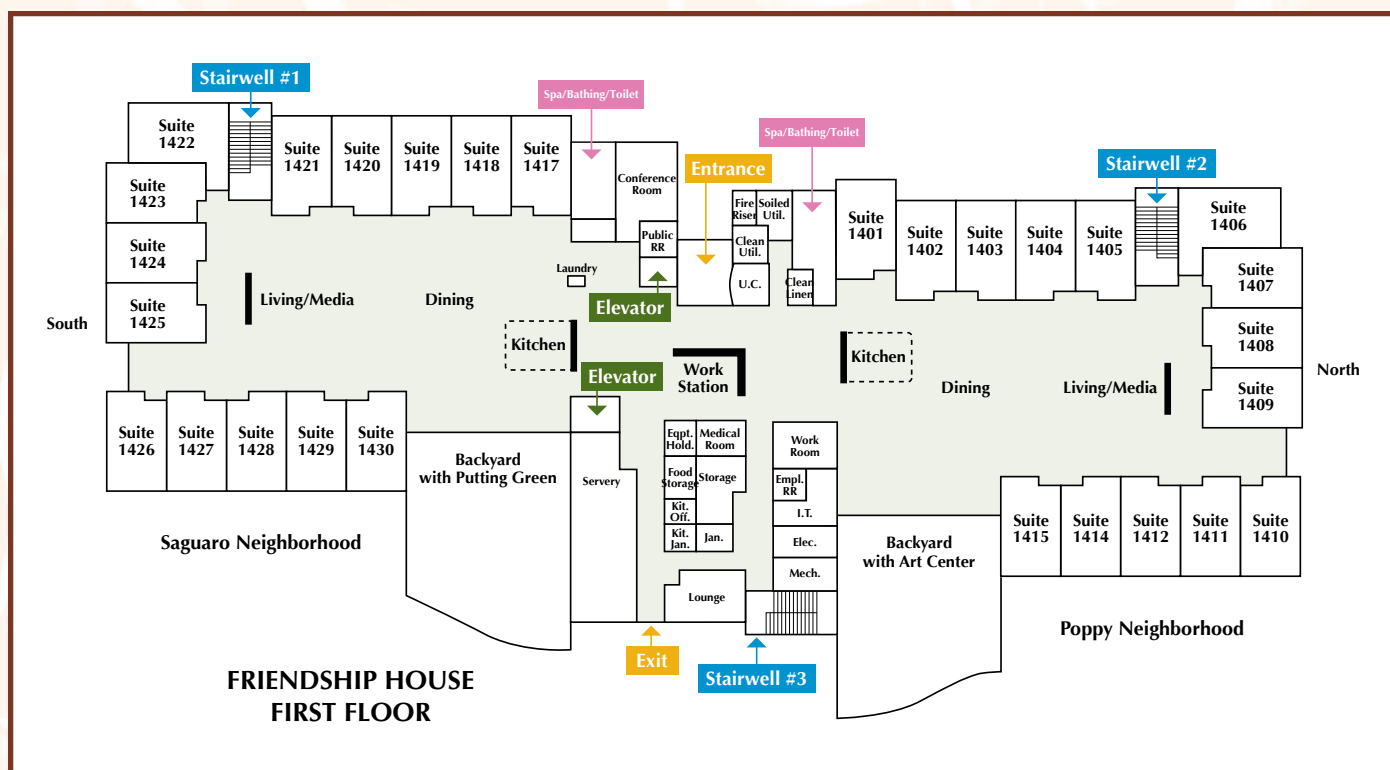 Stairwell #1
Spa/Bathing/Toilet
Spa/Bathing/Toilet
Entrance
Stairwell #2
Suite
1422
Suite
1421
Suite
1420
Suite
1419
Suite
1418
Suite
1417
Conference
Room
Fire
Riser
Soiled
Util.
Suite
1401
Suite
1402
Suite
1403
Suite
1404
Suite
1405
Suite
1406
Suite
1423
Suite
1424
Suite
1425
Public
RR
Clean
Util.
U.C.
Clean
Linen
Suite
1407
Suite
1408
Suite
1409
Laundry
Living/Media
Dining
Elevator
South
Kitchen
Work
Station
Kitchen
Elevator
Dining
Living/Media
North
Suite
1426
Suite
1427
Suite
1428
Suite
1429
Suite
1430
Backyard
with Putting Green
Servery
Eqpt.
Hold.
Medical
Room
Food
Storage
Storage
Kit.
Off.
Kit.
Jan.
Jan.
Work
Room
Empl.
RR
I.T.
Elec.
Mech.
Lounge
Backyard
with Art Center
Suite
1415
Suite
1414
Suite
1412
Suite
1411
Suite
1410
Saguaro Neighborhood
Poppy Neighborhood
Exit
Stairwell #3
FRIENDSHIP HOUSE
FIRST FLOOR